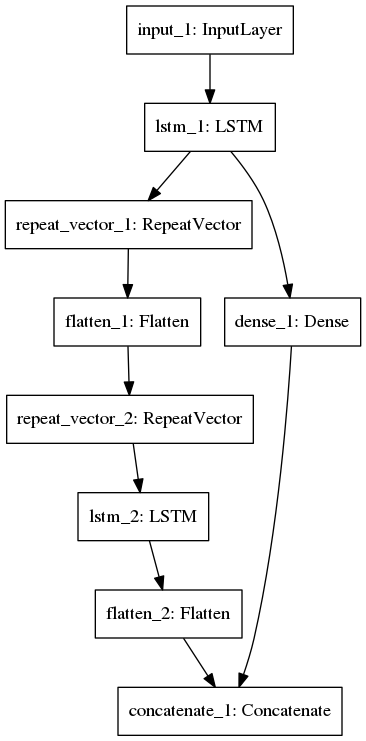 input_1: InputLayer
lstm_1: LSTM
repeat_vector_1: RepeatVector
flatten_1: Flatten
dense_1: Dense
repeat_vector_2: RepeatVector
lstm_2: LSTM
flatten_2: Flatten
concatenate_1: Concatenate